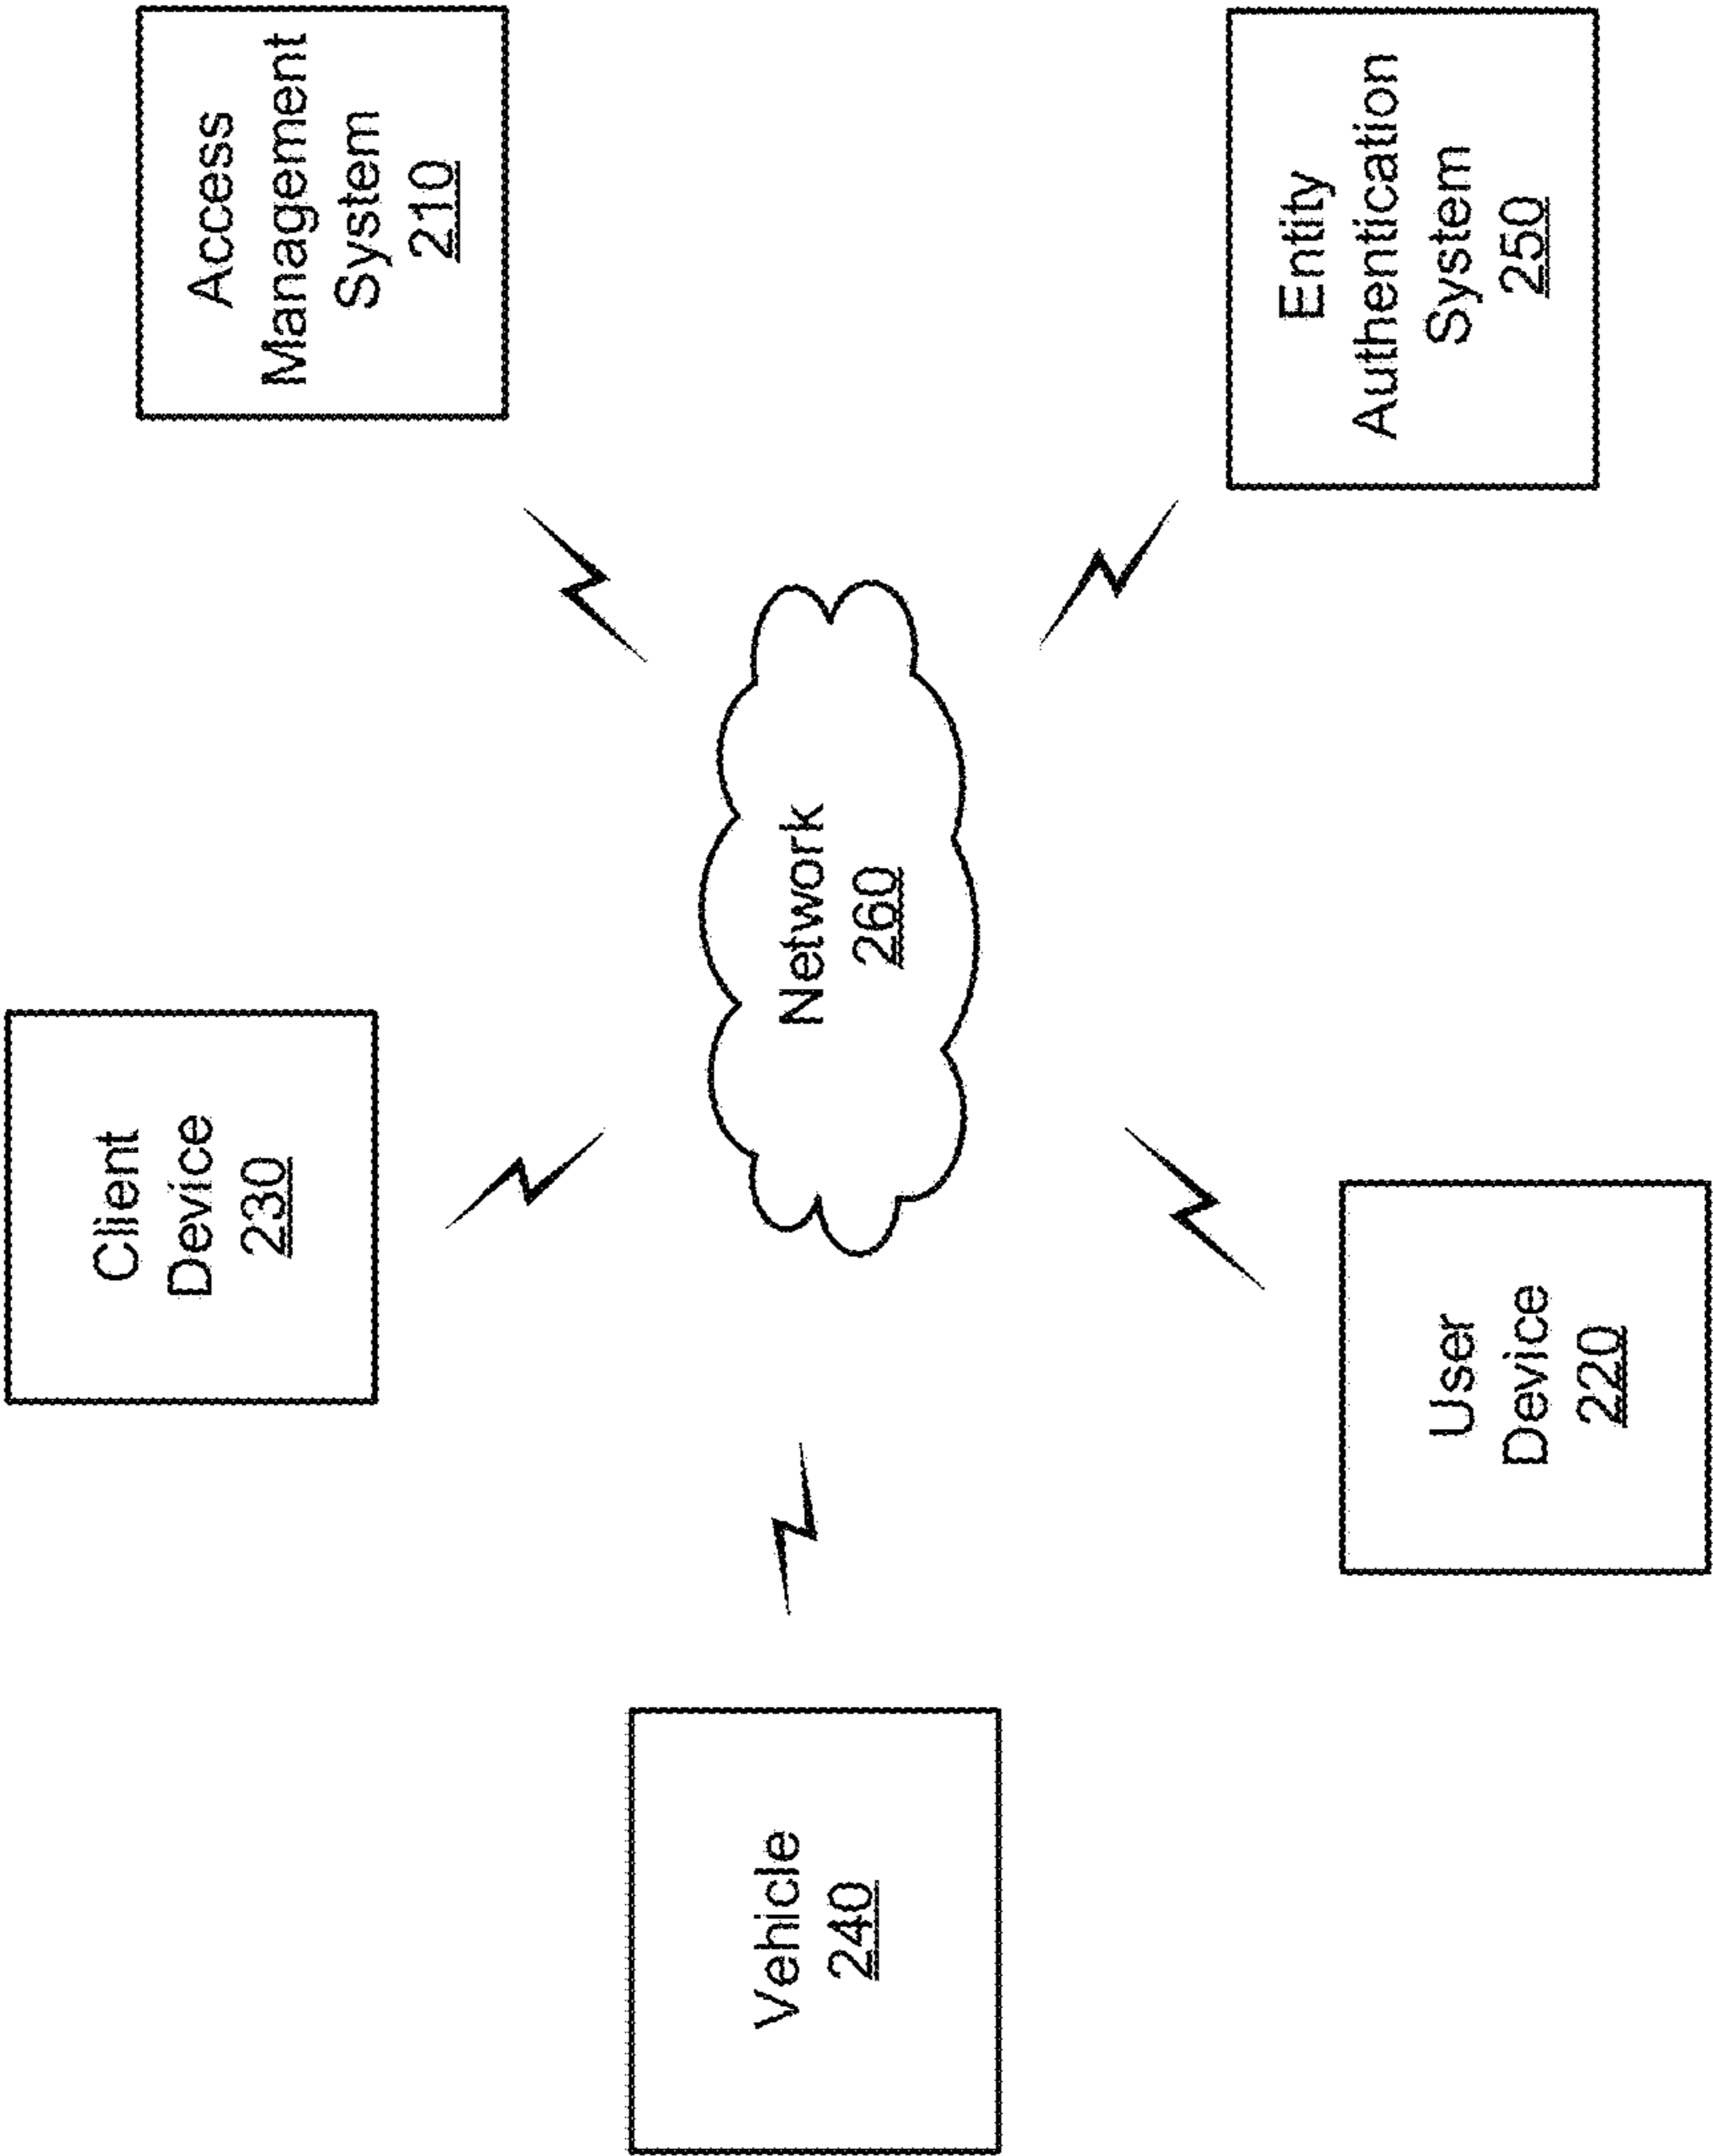 Client
Device
230
Access
Management
System
210
Vehicle
240
Network
260
User
Device
220
Entity
Authentication
System
250